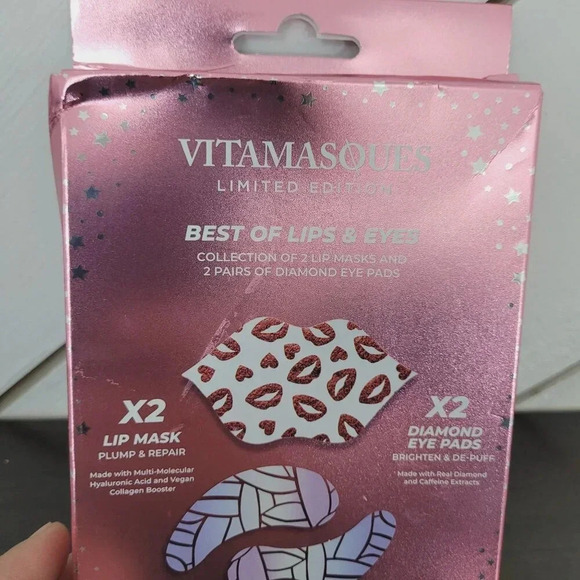 VITAMASQUES
LIMITED EDITION
BEST OF LIPS & EYES
COLLECTION OF 2 LIP MASKS AND
2 PAIRS OF DIAMOND EYE PADS
X2
LIP MASK
PLUMP & REPAIR
Made with Multi-Molecular
Hyaluronic Acid and Vegan
Collagen Booster
X2
DIAMOND
EYE PADS
BRIGHTEN & DE-PUFF
Made with Real Diamond
and Caffeine Extracts